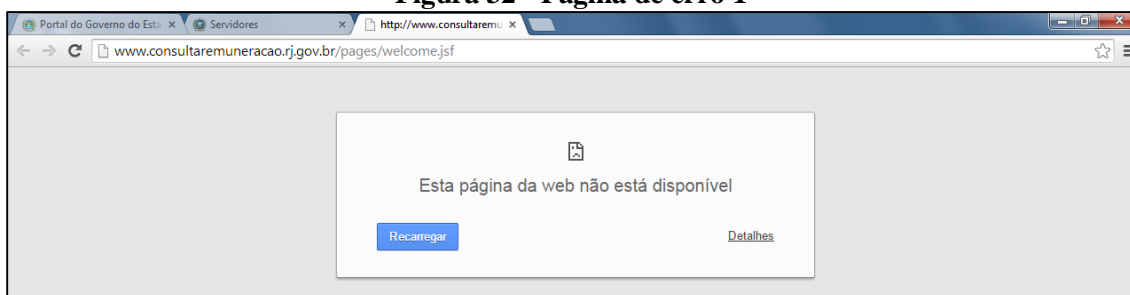 Figura 32 - Página de erro 1
Portal do Governo do Esta
Servidores
http://www.consultaremu
www.consultaremuneracao.rj.gov.br/pages/welcome.jsf
Esta página da web não está disponível
Recarregar
Detalhes